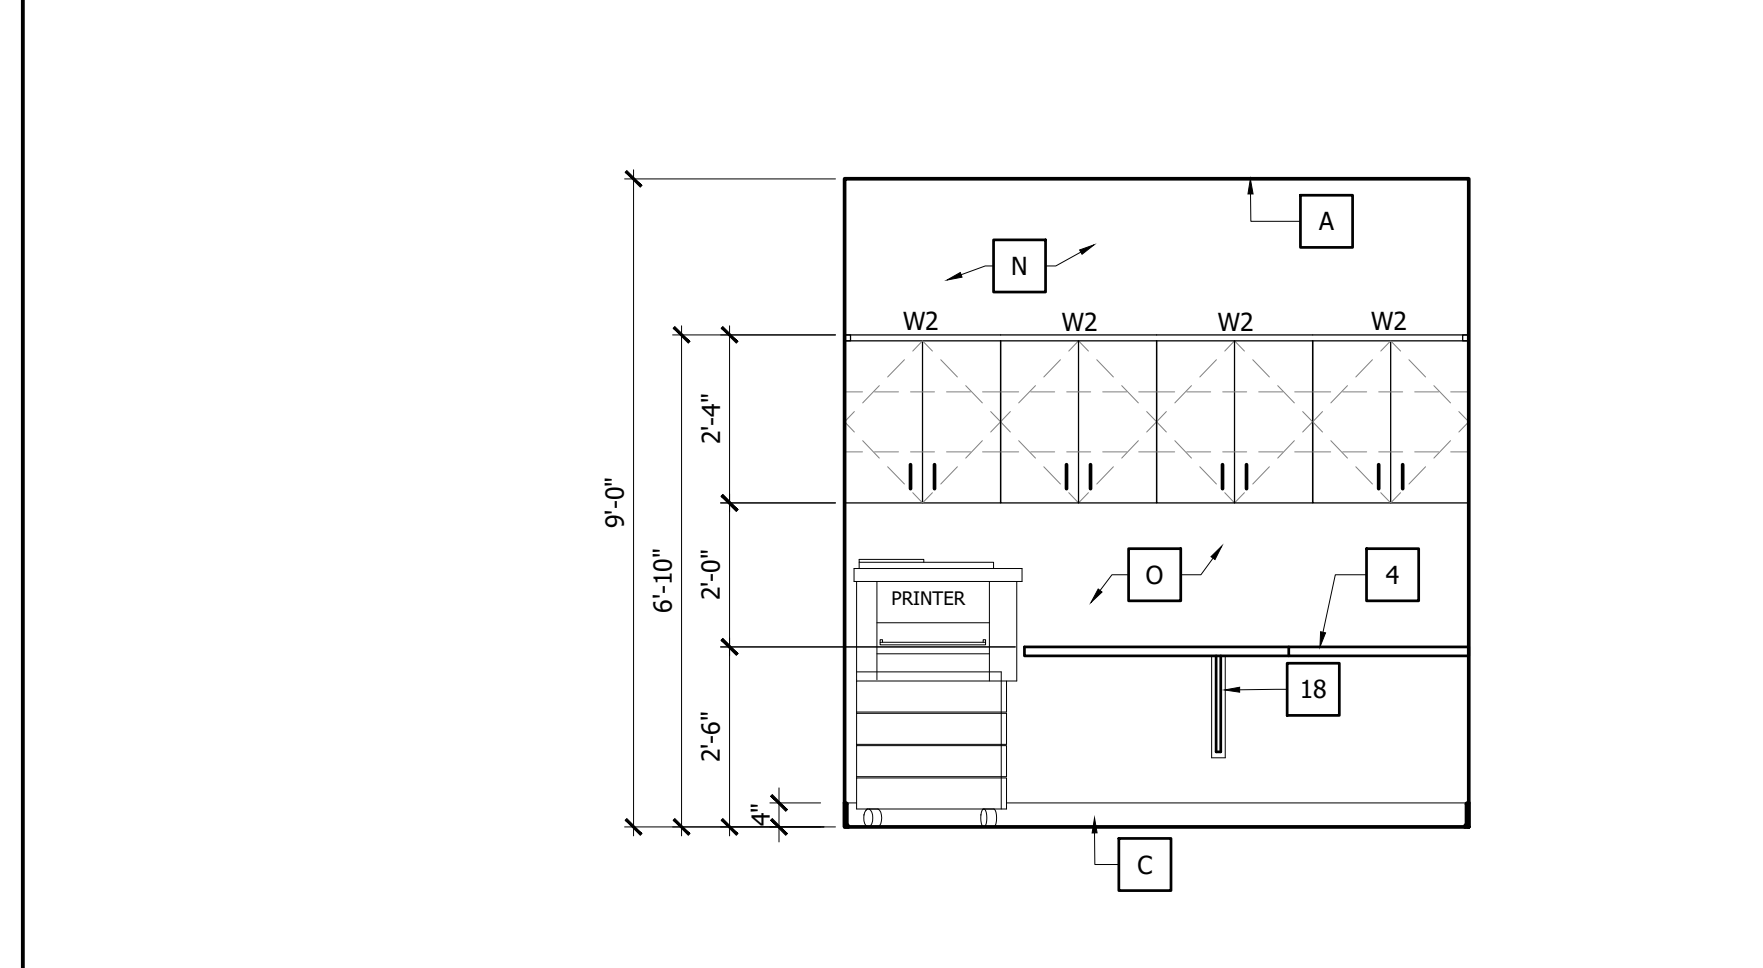 A
N
W2 W2 W2 W2
2'-4"
9'-0"
6'-10"
2'-0"
O
4
PRINTER
18
2'-6"
4"
C